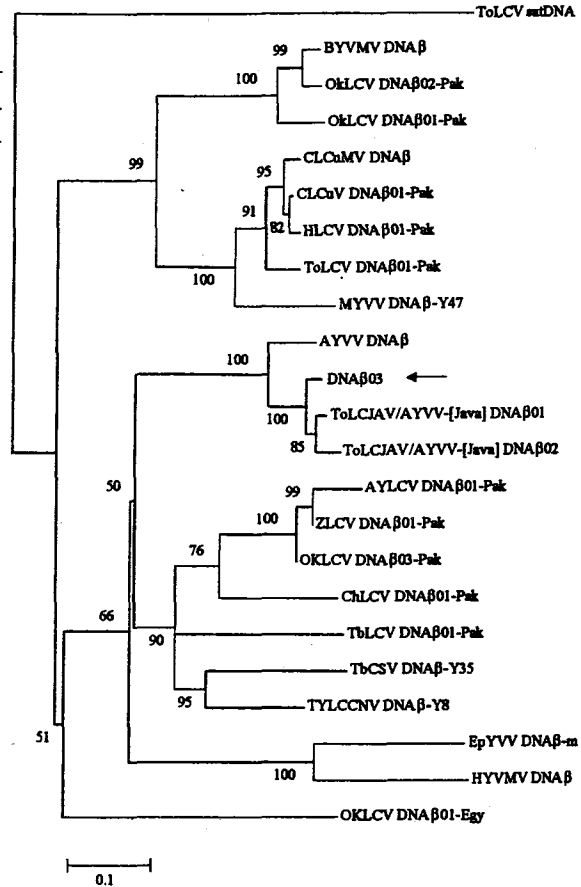 ToLCV satDNA
99
BYVMV DNAβ
100
OkLCV DNAβ02-Pak
OkLCV DNAβ01-Pak
99
95
CLCuMV DNAβ
CLCuV DNAβ01-Pak
91
82
HLCV DNAβ01-Pak
ToLCV DNAβ01-Pak
100
MYVV DNAβ-Y47
100
AYVV DNAβ
DNAβ03
100
ToLCJAV/AYVV-[Java] DNAβ01
85
ToLCJAV/AYVV-[Java] DNAβ02
50
99
AYLCV DNAβ01-Pak
100
ZLCV DNAβ01-Pak
76
OKLCV DNAβ03-Pak
ChLCV DNAβ01-Pak
66
90
TbLCV DNAβ01-Pak
TbCSV DNAβ-Y35
95
TYLCCNV DNAβ-Y8
51
EpYVV DNAβ-m
100
HYVMV DNAβ
OKLCV DNAβ01-Egy
0.1